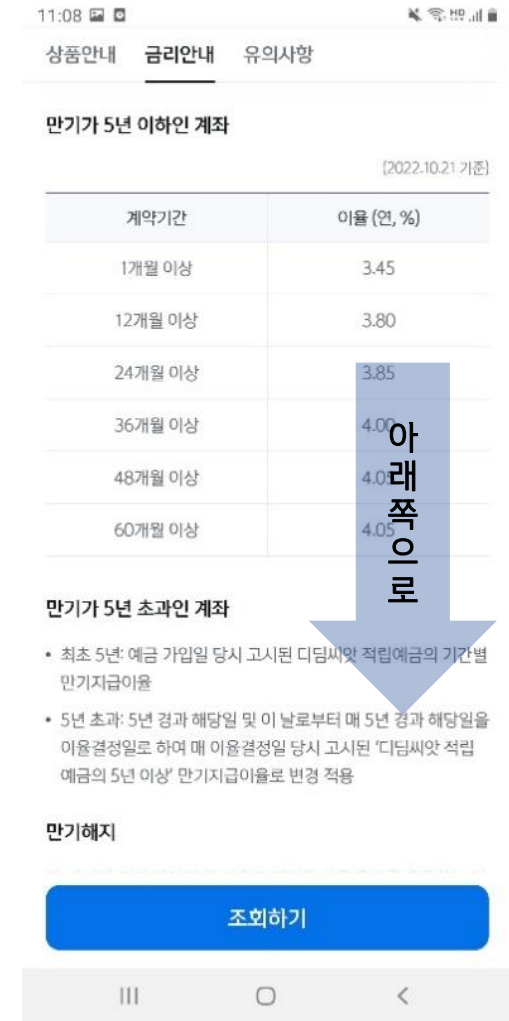 11:08
상품안내 금리안내 유의사항
만기가 5년 이하인 계좌
(2022.10.21 기준)
계약기간 이율 (연, %)
1개월 이상 3.45
12개월 이상 3.80
24개월 이상 3.85
36개월 이상 4.00
48개월 이상 4.05
60개월 이상 4.05
아래쪽으로
만기가 5년 초과인 계좌
• 최초 5년: 예금 가입일 당시 고시된 디딤씨앗 적립예금의 기간별
만기지급이율
• 5년 초과: 5년 경과 해당일 및 이 날로부터 매 5년 경과 해당일을
이율결정일로 하여 매 이율결정일 당시 고시된 '디딤씨앗 적립
예금의 5년 이상' 만기지급이율로 변경 적용
만기해지
조회하기